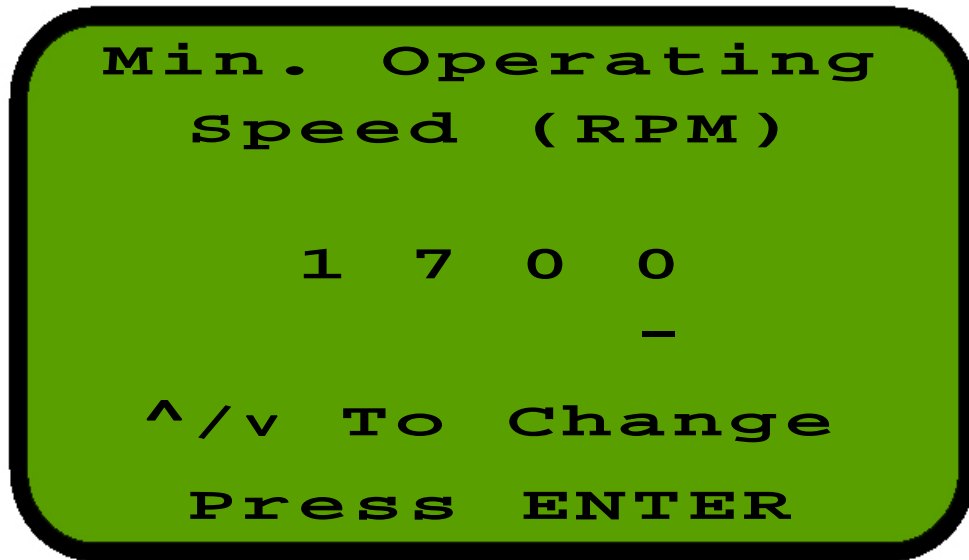 Min. Operating
Speed (RPM)
1 7 0 0
_
^/v To Change
Press ENTER